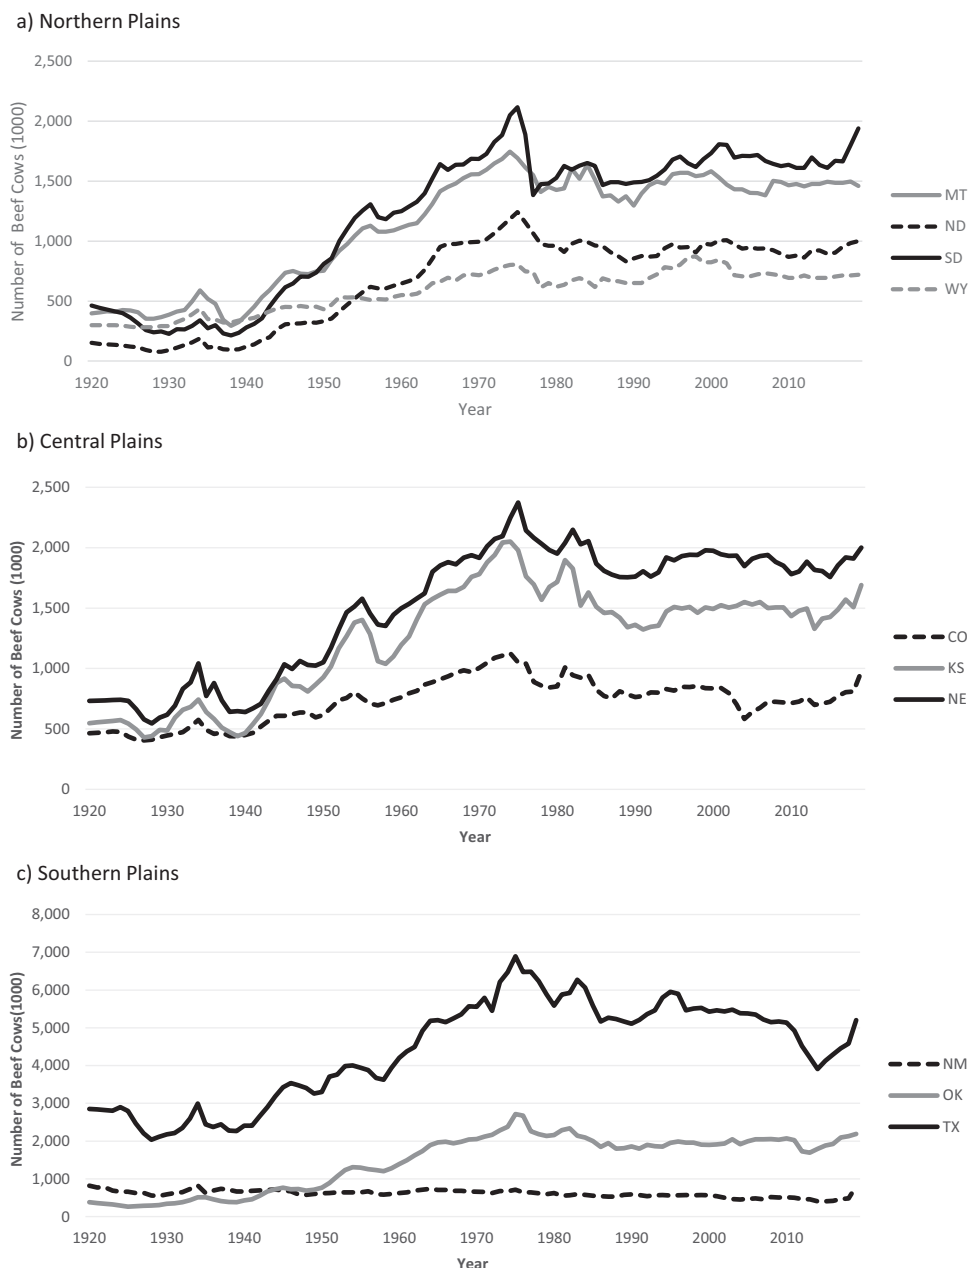 a) Northern Plains
2,500
2,000
1,500
1,000
500
0
Number of Beef Cows (1000)
1920 1930 1940 1950 1960 1970 1980 1990 2000 2010
Year
MT
ND
SD
WY
b) Central Plains
2,500
2,000
1,500
1,000
500
0
Number of Beef Cows (1000)
1920 1930 1940 1950 1960 1970 1980 1990 2000 2010
Year
CO
KS
NE
c) Southern Plains
8,000
7,000
6,000
5,000
4,000
3,000
2,000
1,000
0
Number of Beef Cows(1000)
1920 1930 1940 1950 1960 1970 1980 1990 2000 2010
Year
NM
OK
TX